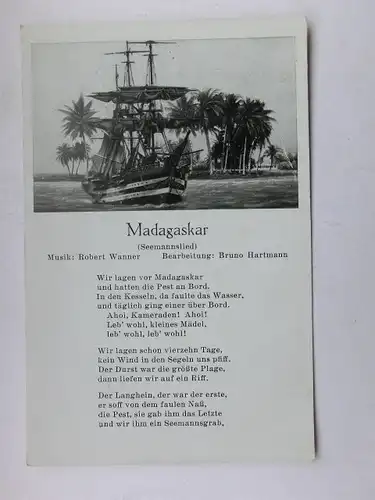 Madagaskar
(Seemannslied)
Musik: Robert Wanner Bearbeitung: Bruno Hartmann
Wir lagen vor Madagaskar
und hatten die Pest an Bord.
In den Kesseln, da faulte das Wasser,
und täglich ging einer über Bord.
Ahoi, Kameraden! Ahoi!
Leb' wohl, kleines Mädel,
leb' wohl, leb' wohl!
Wir lagen schon vierzehn Tage,
kein Wind in den Segeln uns pfiff.
Der Durst war die größte Plage,
dann liefen wir auf ein Riff.
Der Langhein, der war der erste,
er soff von dem faulen Naß,
die Pest, sie gab ihm das Letzte
und wir ihm ein Seemannsgrab,